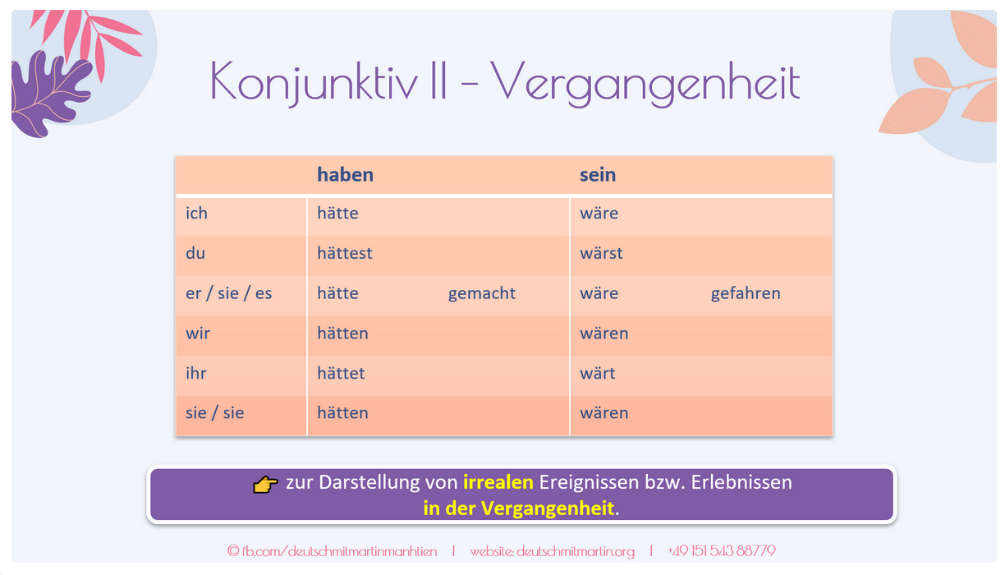 Konjunktiv II – Vergangenheit
haben sein
ich hätte wäre
du hättest wärst
er / sie / es hätte gemacht wäre gefahren
wir hätten wären
ihr hättet wärt
sie / sie hätten wären
👉 zur Darstellung von irrealen Ereignissen bzw. Erlebnissen
in der Vergangenheit.
© fb.com/deutschmitmartinmanhtien | website: deutschmitmartin.org | +49 151 543 88779